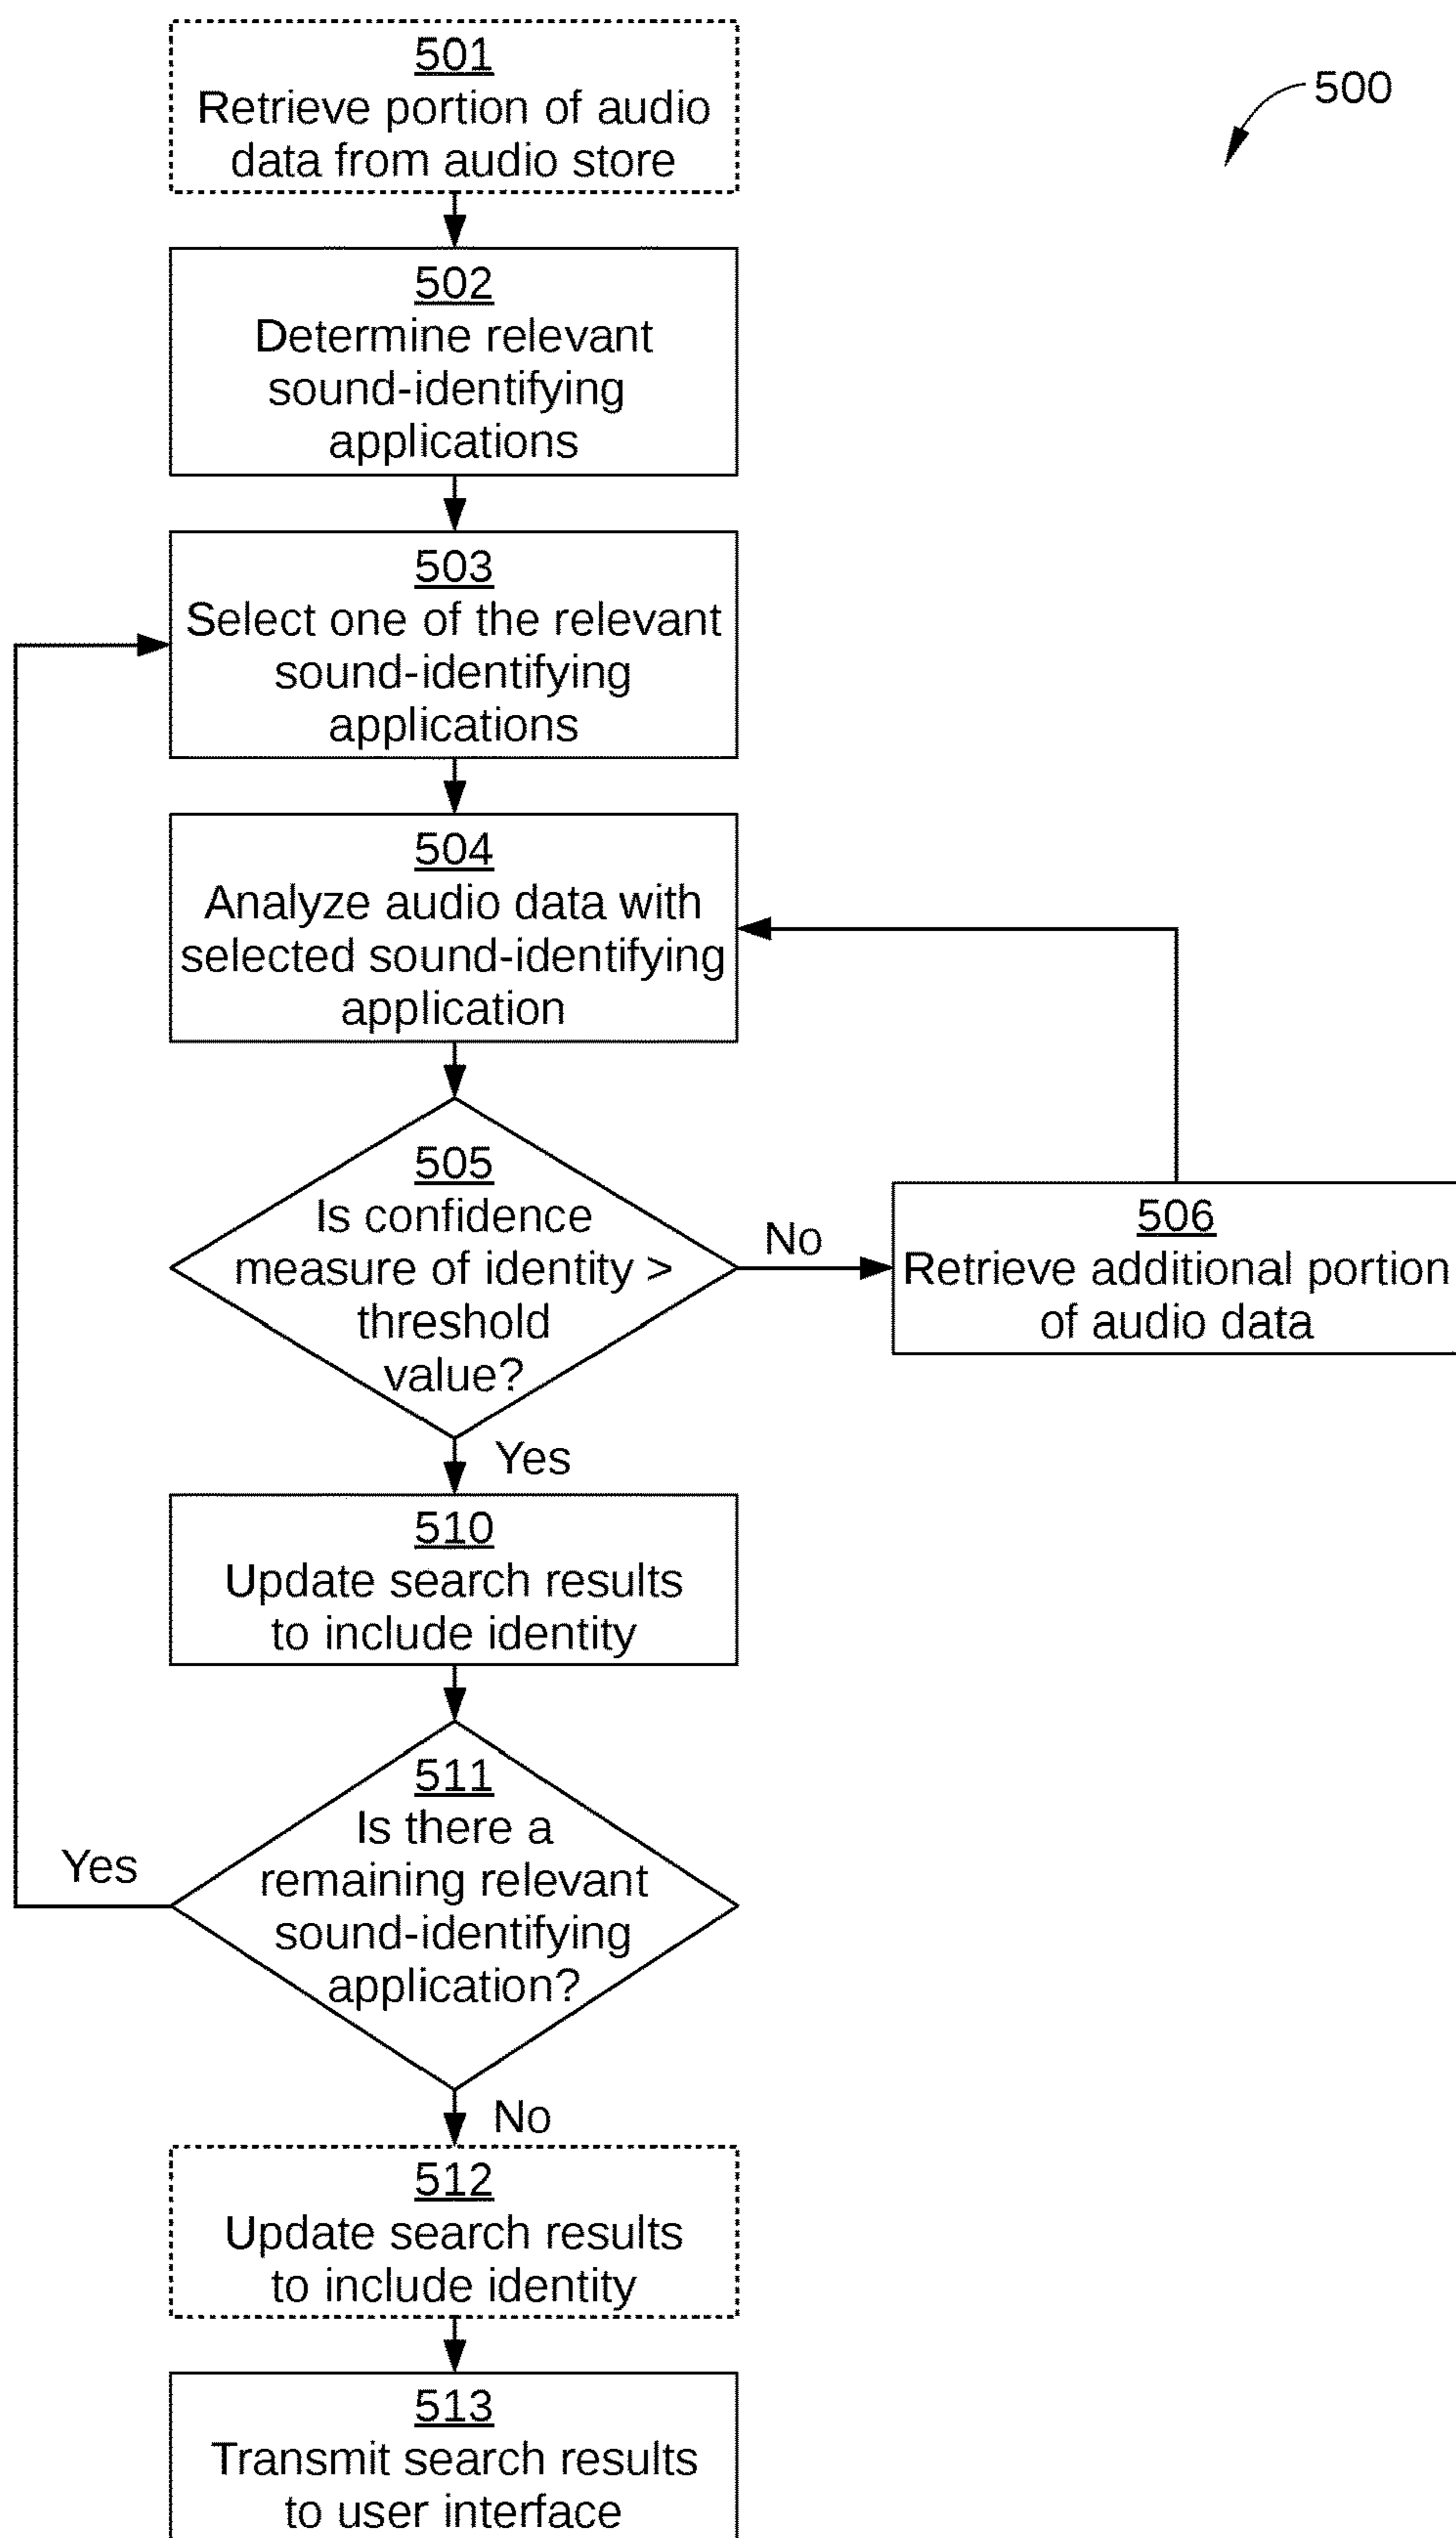 501
Retrieve portion of audio
data from audio store
500
502
Determine relevant
sound-identifying
applications
503
Select one of the relevant
sound-identifying
applications
504
Analyze audio data with
selected sound-identifying
application
505
Is confidence
measure of identity >
threshold
value?
No
506
Retrieve additional portion
of audio data
Yes
510
Update search results
to include identity
511
Is there a
remaining relevant
sound-identifying
application?
Yes
No
512
Update search results
to include identity
513
Transmit search results
to user interface